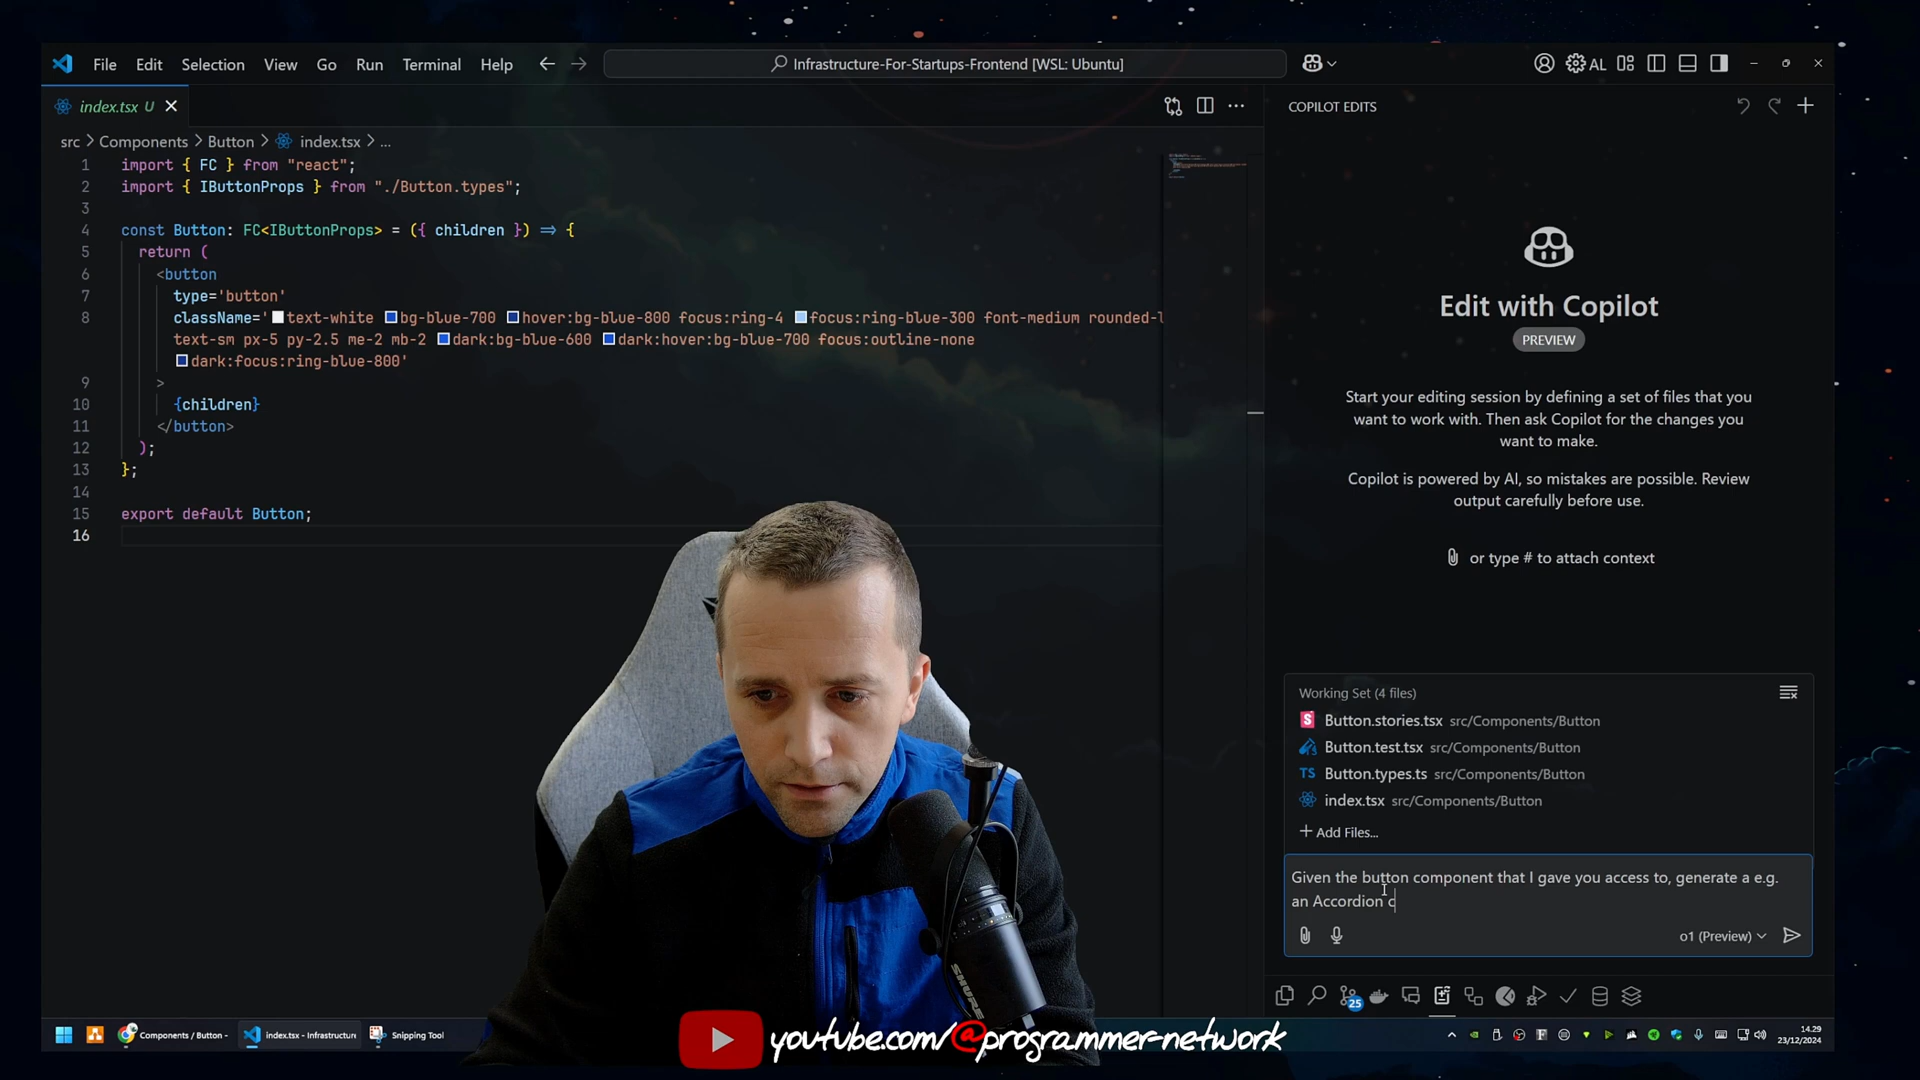 File Edit Selection View Go Run Terminal Help
Infrastructure-For-Startups-Frontend [WSL: Ubuntu]
AL
index.tsx U
COPILOT EDITS
src > Components > Button > index.tsx > ...
1 import { FC } from "react";
2 import { IButtonProps } from "./Button.types";
3
4 const Button: FC<IButtonProps> = ({ children }) => {
5 return (
6 <button
7 type='button'
8 className='text-white bg-blue-700 hover:bg-blue-800 focus:ring-4 focus:ring-blue-300 font-medium rounded-l
text-sm px-5 py-2.5 me-2 mb-2 dark:bg-blue-600 dark:hover:bg-blue-700 focus:outline-none
dark:focus:ring-blue-800'
9 >
10 {children}
11 </button>
12 );
13 };
14
15 export default Button;
16
Edit with Copilot
PREVIEW
Start your editing session by defining a set of files that you
want to work with. Then ask Copilot for the changes you
want to make.
Copilot is powered by AI, so mistakes are possible. Review
output carefully before use.
or type # to attach context
Working Set (4 files)
Button.stories.tsx src/Components/Button
Button.test.tsx src/Components/Button
TS Button.types.ts src/Components/Button
index.tsx src/Components/Button
+ Add Files...
Given the button component that I gave you access to, generate a e.g.
an Accordion c
o1 (Preview)
25
SHURE
Components / Button -
index.tsx - Infrastructur
Snipping Tool
youtube.com/@programmer-network
14.29
23/12/2024